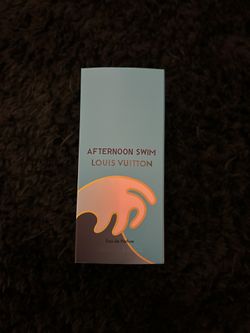 AFTERNOON SWIM
LOUIS VUITTON
Eau de Parfum